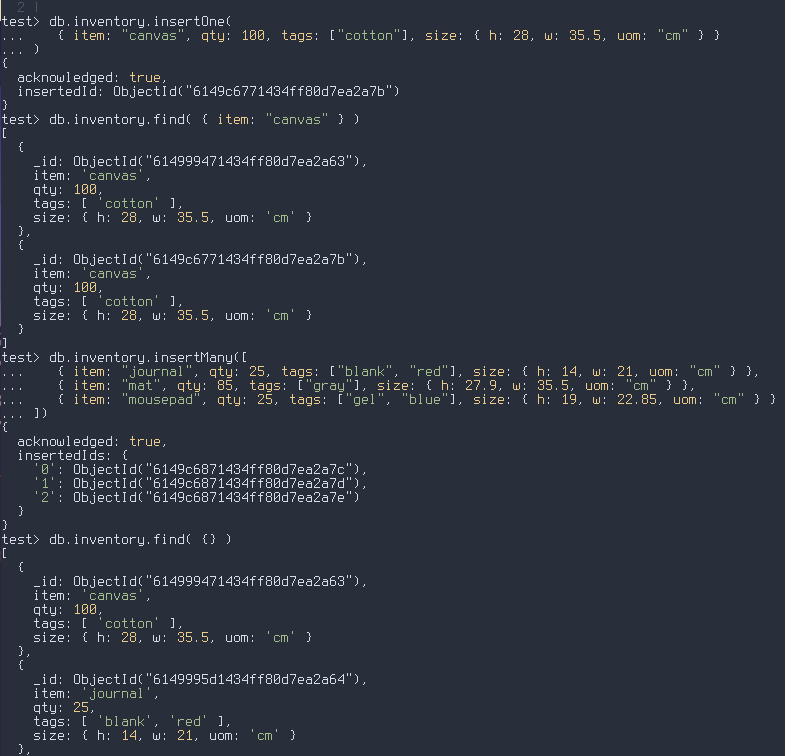 2
test> db.inventory.insertOne(
...    { item: "canvas", qty: 100, tags: ["cotton"], size: { h: 28, w: 35.5, uom: "cm" } }
... )
{
  acknowledged: true,
  insertedId: ObjectId("6149c6771434ff80d7ea2a7b")
}
test> db.inventory.find( { item: "canvas" } )
[
  {
    _id: ObjectId("614999471434ff80d7ea2a63"),
    item: 'canvas',
    qty: 100,
    tags: [ 'cotton' ],
    size: { h: 28, w: 35.5, uom: 'cm' }
  },
  {
    _id: ObjectId("6149c6771434ff80d7ea2a7b"),
    item: 'canvas',
    qty: 100,
    tags: [ 'cotton' ],
    size: { h: 28, w: 35.5, uom: 'cm' }
  }
]
test> db.inventory.insertMany([
...    { item: "journal", qty: 25, tags: ["blank", "red"], size: { h: 14, w: 21, uom: "cm" } },
...    { item: "mat", qty: 85, tags: ["gray"], size: { h: 27.9, w: 35.5, uom: "cm" } },
...    { item: "mousepad", qty: 25, tags: ["gel", "blue"], size: { h: 19, w: 22.85, uom: "cm" } }
... ])
{
  acknowledged: true,
  insertedIds: {
    '0': ObjectId("6149c6871434ff80d7ea2a7c"),
    '1': ObjectId("6149c6871434ff80d7ea2a7d"),
    '2': ObjectId("6149c6871434ff80d7ea2a7e")
  }
}
test> db.inventory.find( {} )
[
  {
    _id: ObjectId("614999471434ff80d7ea2a63"),
    item: 'canvas',
    qty: 100,
    tags: [ 'cotton' ],
    size: { h: 28, w: 35.5, uom: 'cm' }
  },
  {
    _id: ObjectId("6149995d1434ff80d7ea2a64"),
    item: 'journal',
    qty: 25,
    tags: [ 'blank', 'red' ],
    size: { h: 14, w: 21, uom: 'cm' }
  },